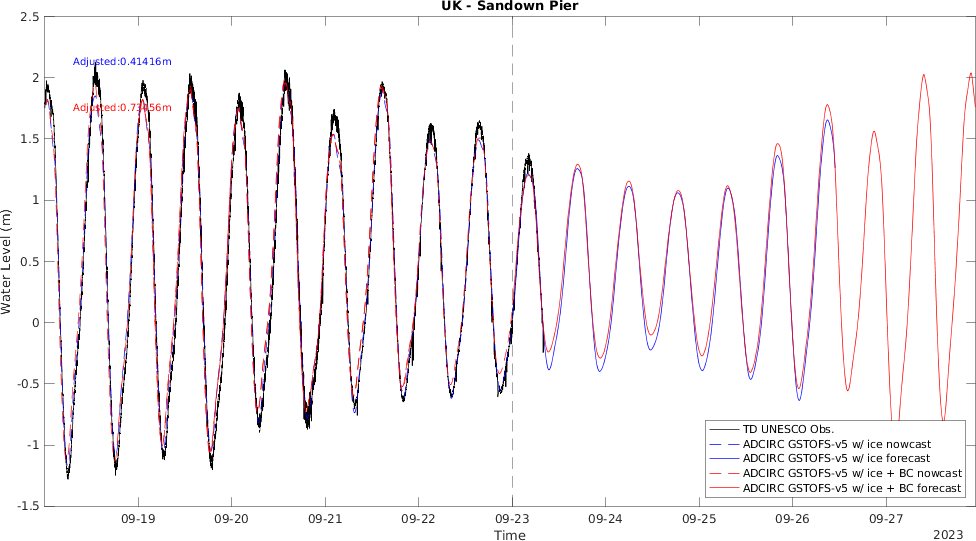 UK - Sandown Pier
2.5
2
1.5
1
0.5
0
-0.5
-1
-1.5
Water Level (m)
Adjusted:0.41416m
Adjusted:0.73456m
TD UNESCO Obs.
ADCIRC GSTOFS-v5 w/ ice nowcast
ADCIRC GSTOFS-v5 w/ ice forecast
ADCIRC GSTOFS-v5 w/ ice + BC nowcast
ADCIRC GSTOFS-v5 w/ ice + BC forecast
09-19 09-20 09-21 09-22 09-23 09-24 09-25 09-26 09-27
Time
2023